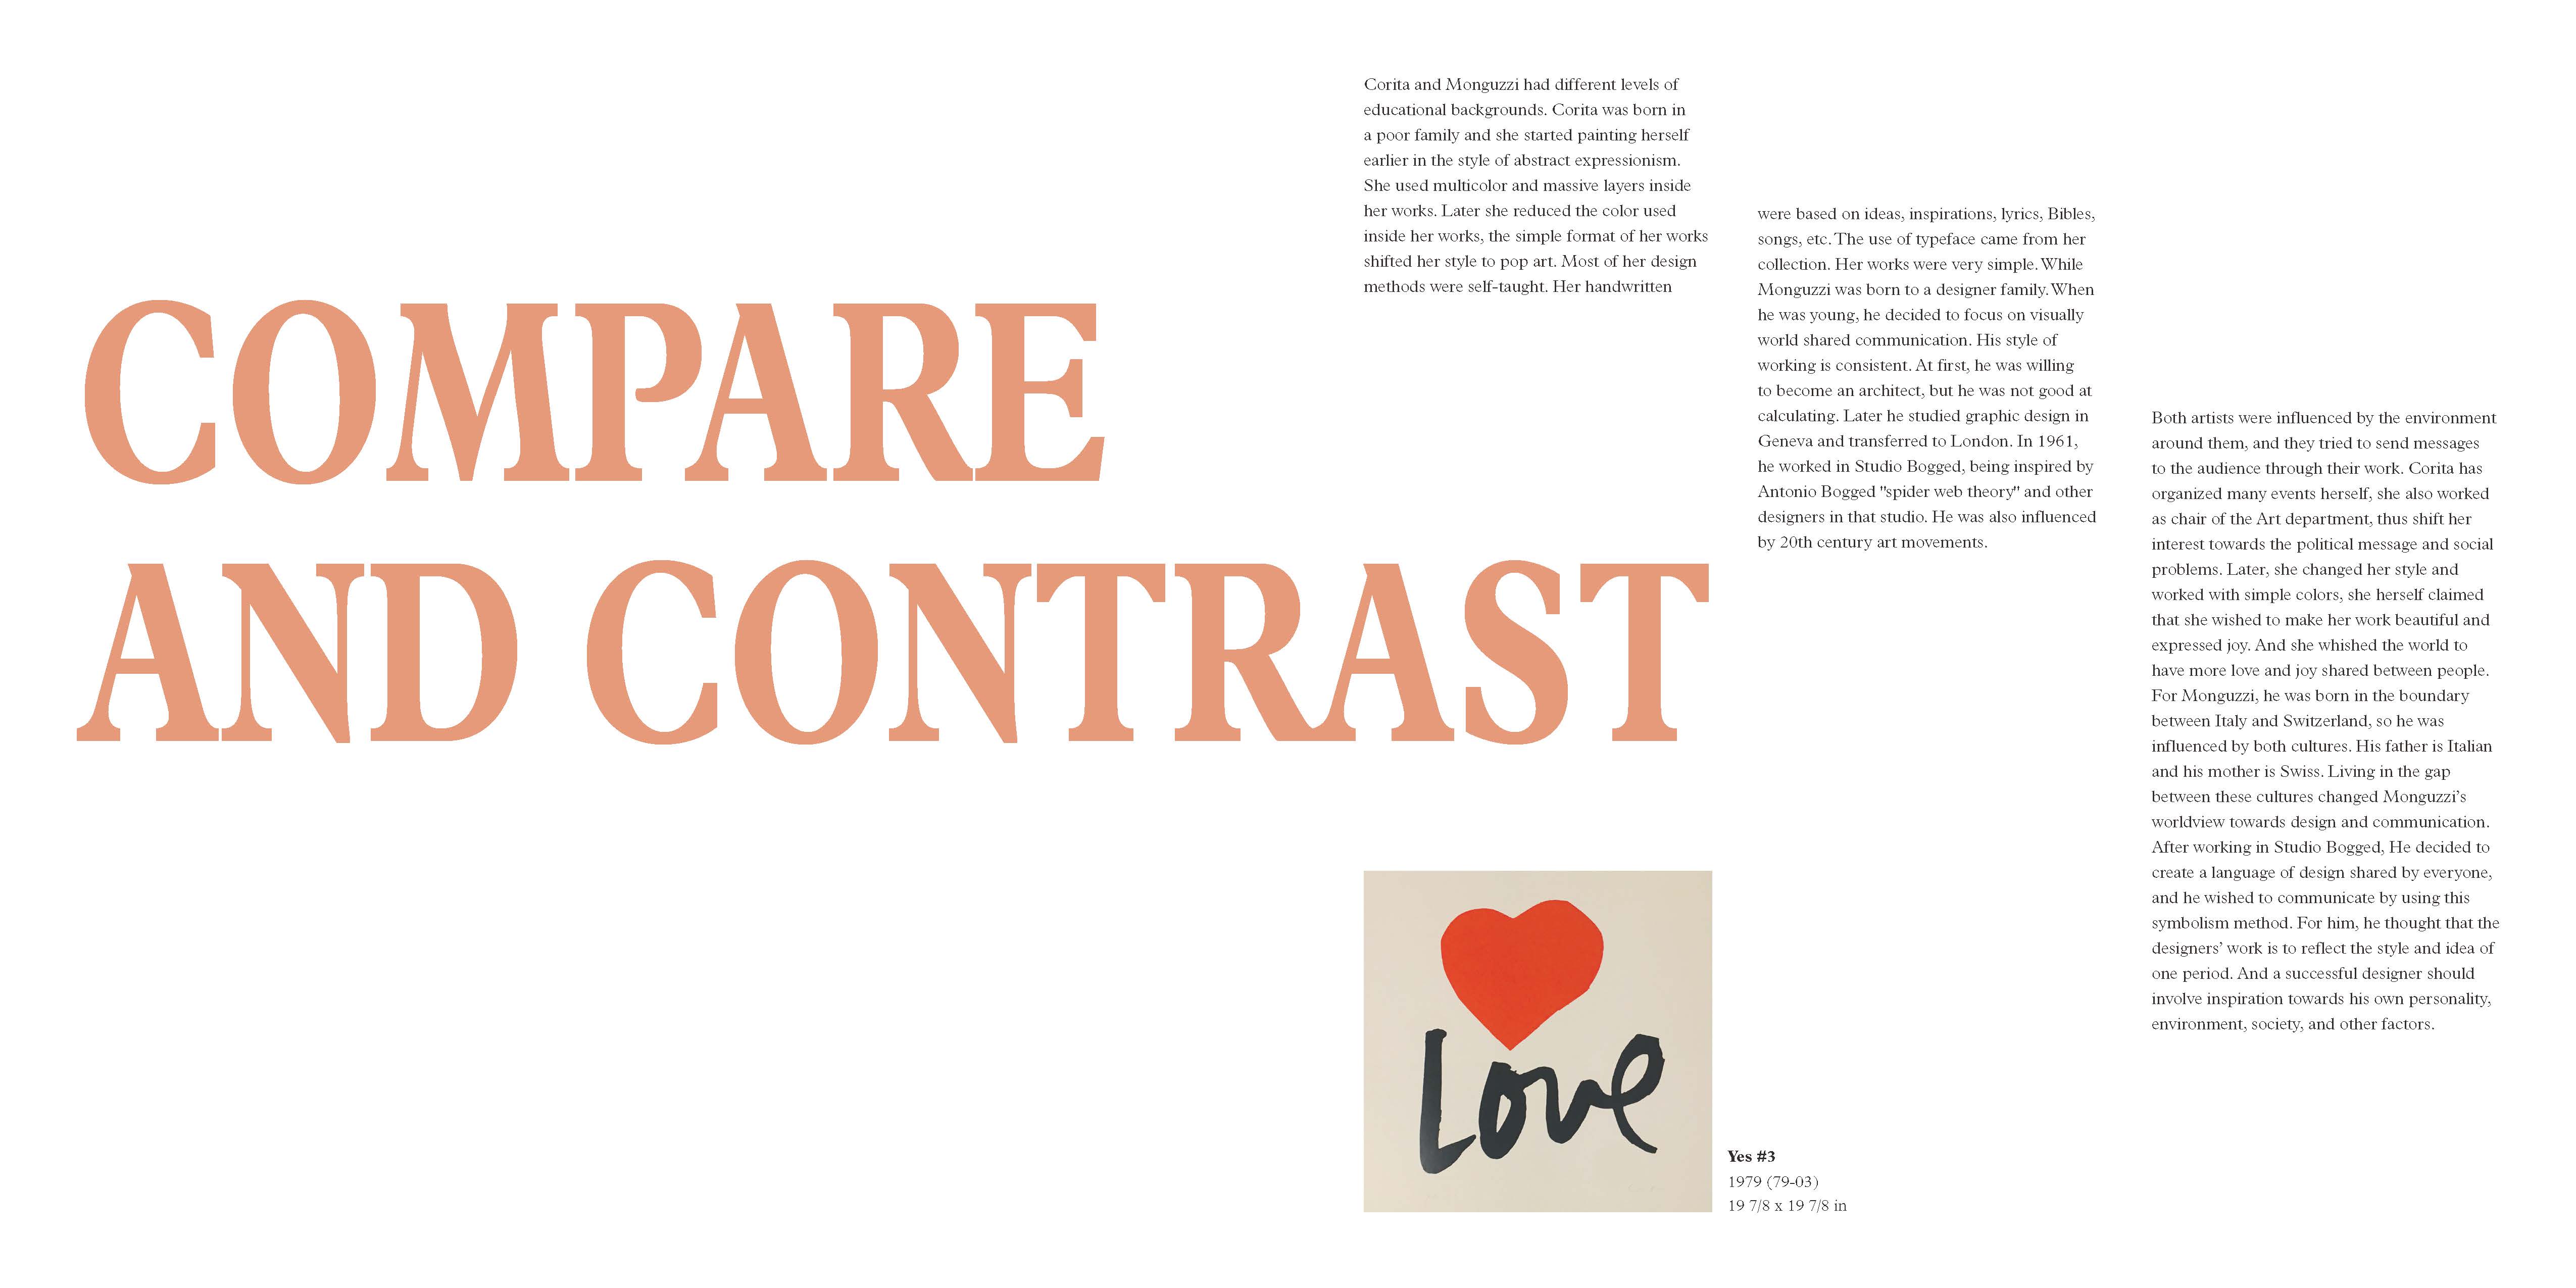 COMPARE
AND CONTRAST
Corita and Monguzzi had different levels of
educational backgrounds. Corita was born in
a poor family and she started painting herself
earlier in the style of abstract expressionism.
She used multicolor and massive layers inside
her works. Later she reduced the color used
inside her works, the simple format of her works
shifted her style to pop art. Most of her design
methods were self-taught. Her handwritten
were based on ideas, inspirations, lyrics, Bibles,
songs, etc. The use of typeface came from her
collection. Her works were very simple. While
Monguzzi was born to a designer family. When
he was young, he decided to focus on visually
world shared communication. His style of
working is consistent. At first, he was willing
to become an architect, but he was not good at
calculating. Later he studied graphic design in
Geneva and transferred to London. In 1961,
he worked in Studio Bogged, being inspired by
Antonio Bogged "spider web theory" and other
designers in that studio. He was also influenced
by 20th century art movements.
Both artists were influenced by the environment
around them, and they tried to send messages
to the audience through their work. Corita has
organized many events herself, she also worked
as chair of the Art department, thus shift her
interest towards the political message and social
problems. Later, she changed her style and
worked with simple colors, she herself claimed
that she wished to make her work beautiful and
expressed joy. And she whished the world to
have more love and joy shared between people.
For Monguzzi, he was born in the boundary
between Italy and Switzerland, so he was
influenced by both cultures. His father is Italian
and his mother is Swiss. Living in the gap
between these cultures changed Monguzzi’s
worldview towards design and communication.
After working in Studio Bogged, He decided to
create a language of design shared by everyone,
and he wished to communicate by using this
symbolism method. For him, he thought that the
designers’ work is to reflect the style and idea of
one period. And a successful designer should
involve inspiration towards his own personality,
environment, society, and other factors.
Love
Yes #3
1979 (79-03)
19 7/8 x 19 7/8 in